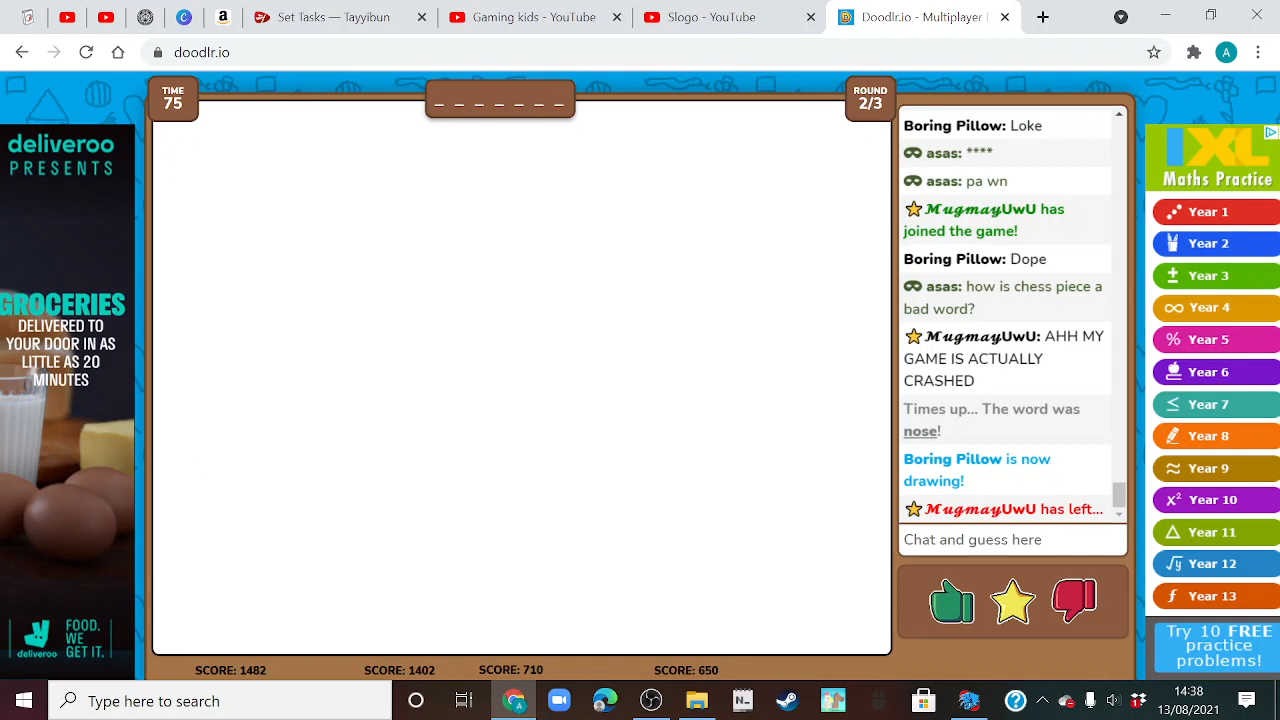 Set Tasks — Tayyibiro
Gaming kids - YouTube
Slogo - YouTube
Drawer
doodlr.io
A
TIME
75
_ _ _ _ _ _ _
ROUND
2/3
deliveroo
PRESENTS
GROCERIES
DELIVERED TO
YOUR DOOR IN AS
LITTLE AS 20
MINUTES
deliveroo
FOOD.
WE
GET IT.
Boring Pillow: Loke
asas: ****
asas: pa wn
𝓜𝓾𝓰𝓶𝓪𝔂UwU has
joined the game!
Boring Pillow: Dope
asas: how is chess piece a
bad word?
𝓜𝓾𝓰𝓶𝓪𝔂UwU: AHH MY
GAME IS ACTUALLY
CRASHED
Times up... The word was
nose!
Boring Pillow is now
drawing!
𝓜𝓾𝓰𝓶𝓪𝔂UwU has left...
Chat and guess here
IXL
Maths Practice
Year 1
Year 2
Year 3
Year 4
% Year 5
Year 6
≤ Year 7
Year 8
≈ Year 9
x² Year 10
Year 11
√y Year 12
f Year 13
Try 10 FREE
practice
problems!
SCORE: 1482
SCORE: 1402
SCORE: 710
SCORE: 650
Type here to search
14:38
13/08/2021